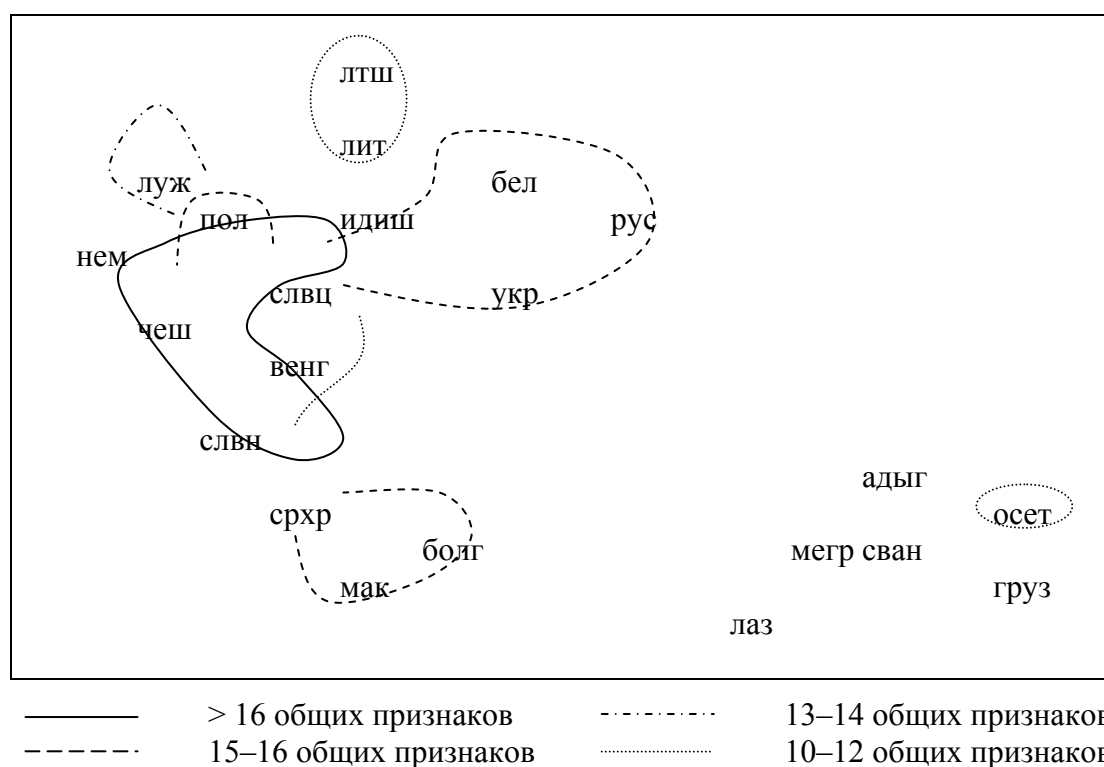 лтш
лит
луж
бел
пол
идиш
рус
нем
слвц
укр
чеш
венг
слвн
адыг
срхр
осет
болг
мегр сван
мак
груз
лаз
> 16 общих признаков
13–14 общих признаков
15–16 общих признаков
10–12 общих признаков